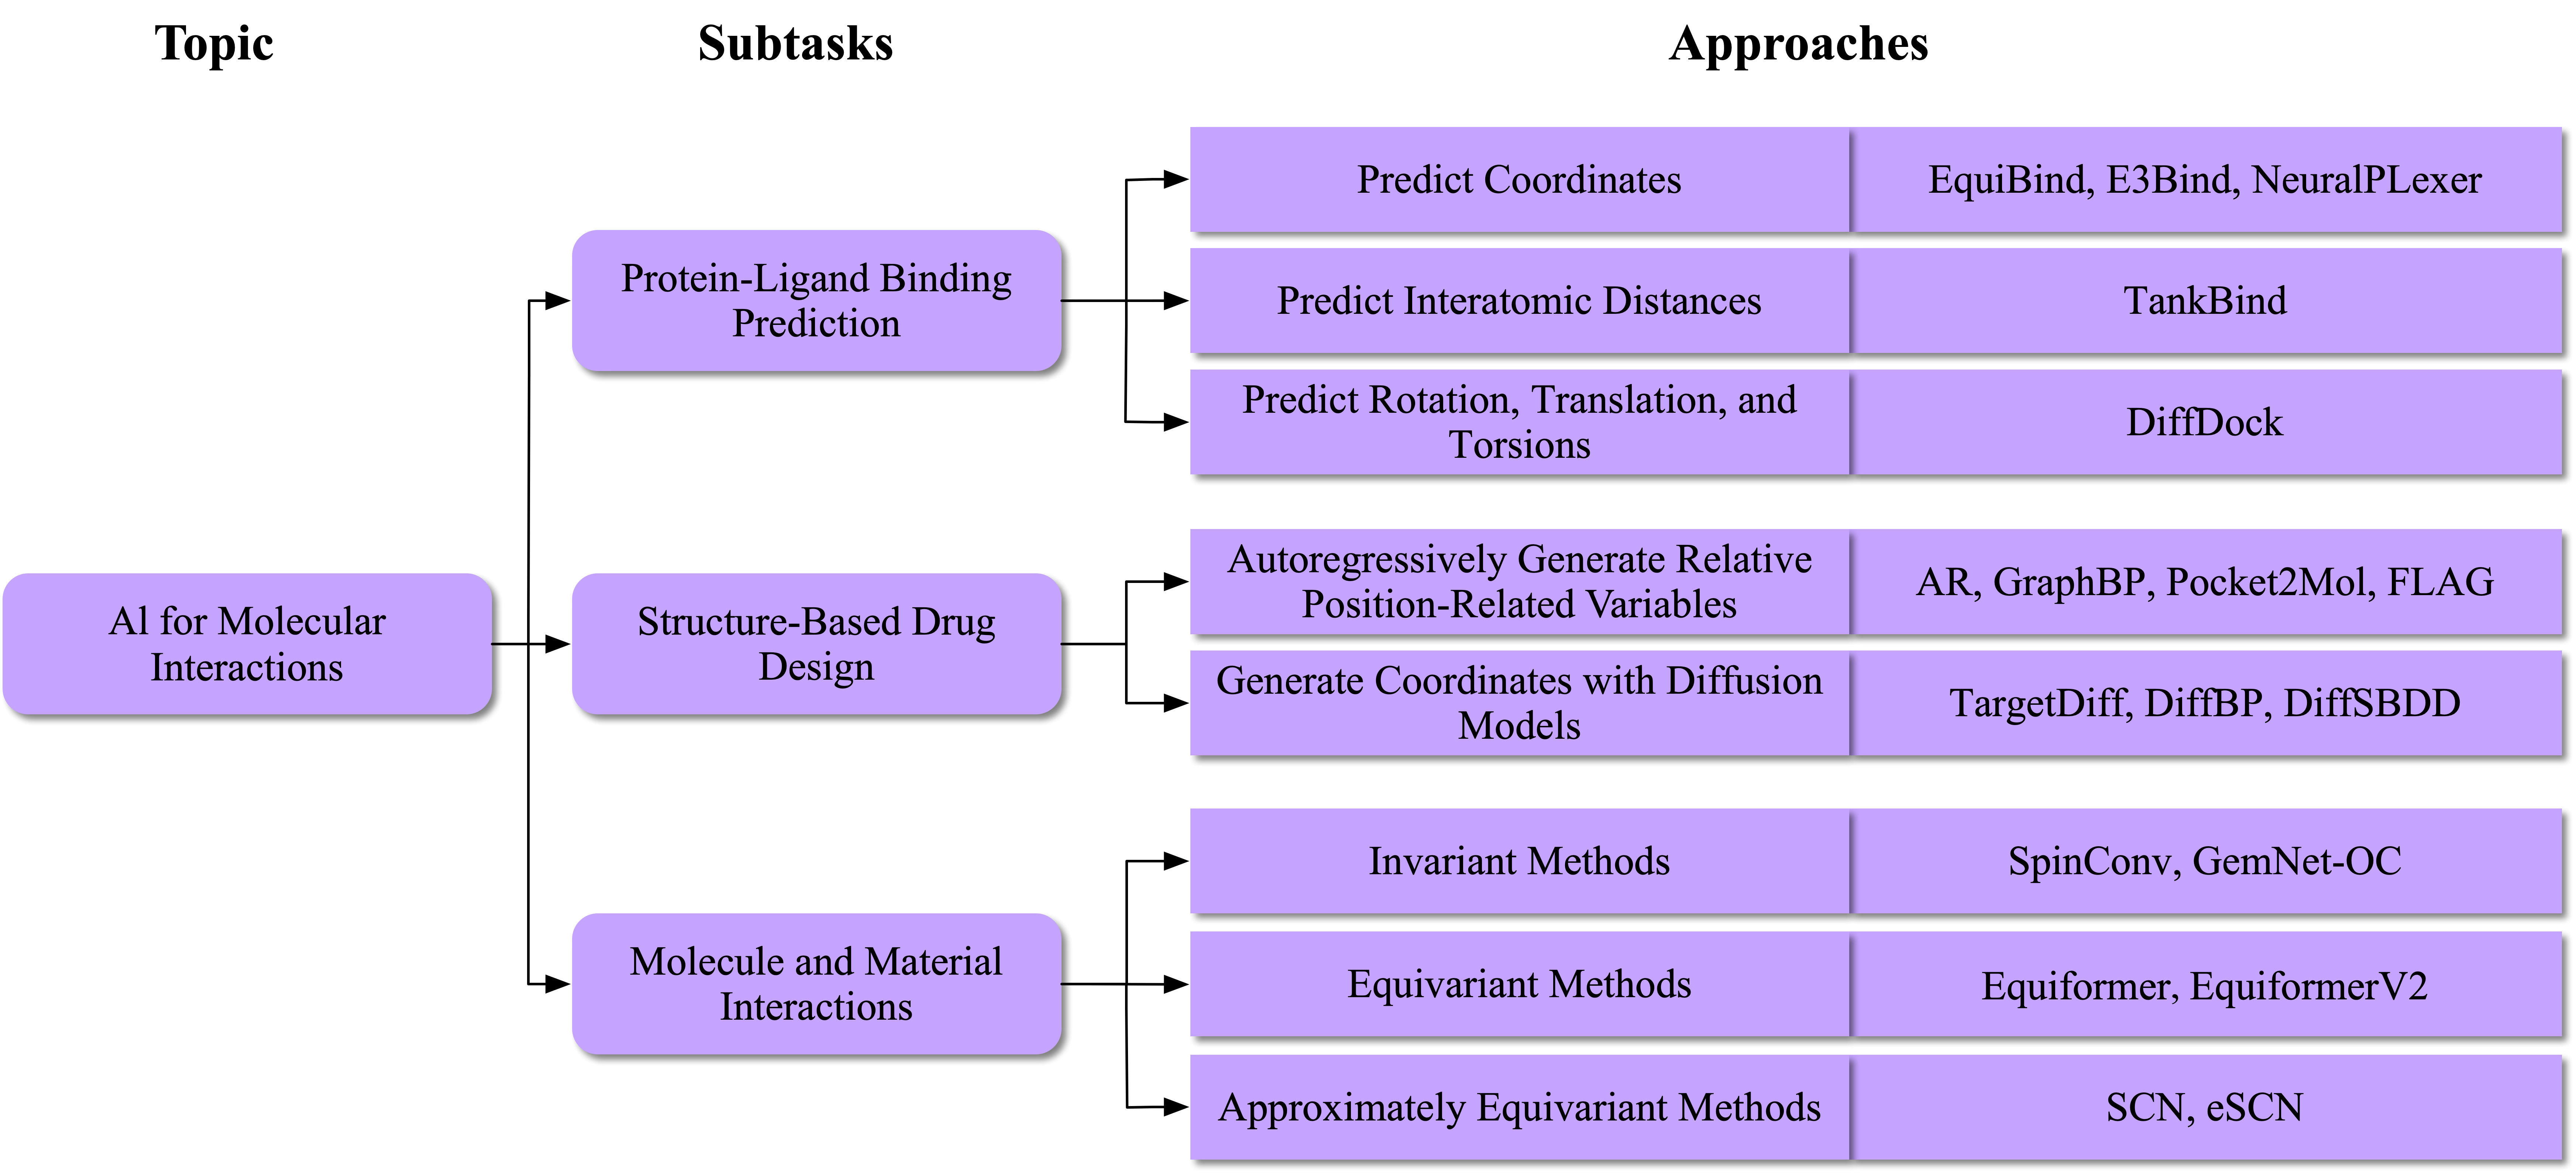 Topic
Subtasks
Approaches
Predict Coordinates
EquiBind, E3Bind, NeuralPLexer
Protein-Ligand Binding
Prediction
Predict Interatomic Distances
TankBind
Predict Rotation, Translation, and
Torsions
DiffDock
AI for Molecular
Interactions
Structure-Based Drug
Design
Autoregressively Generate Relative
Position-Related Variables
AR, GraphBP, Pocket2Mol, FLAG
Generate Coordinates with Diffusion
Models
TargetDiff, DiffBP, DiffSBDD
Invariant Methods
SpinConv, GemNet-OC
Molecule and Material
Interactions
Equivariant Methods
Equiformer, EquiformerV2
Approximately Equivariant Methods
SCN, eSCN